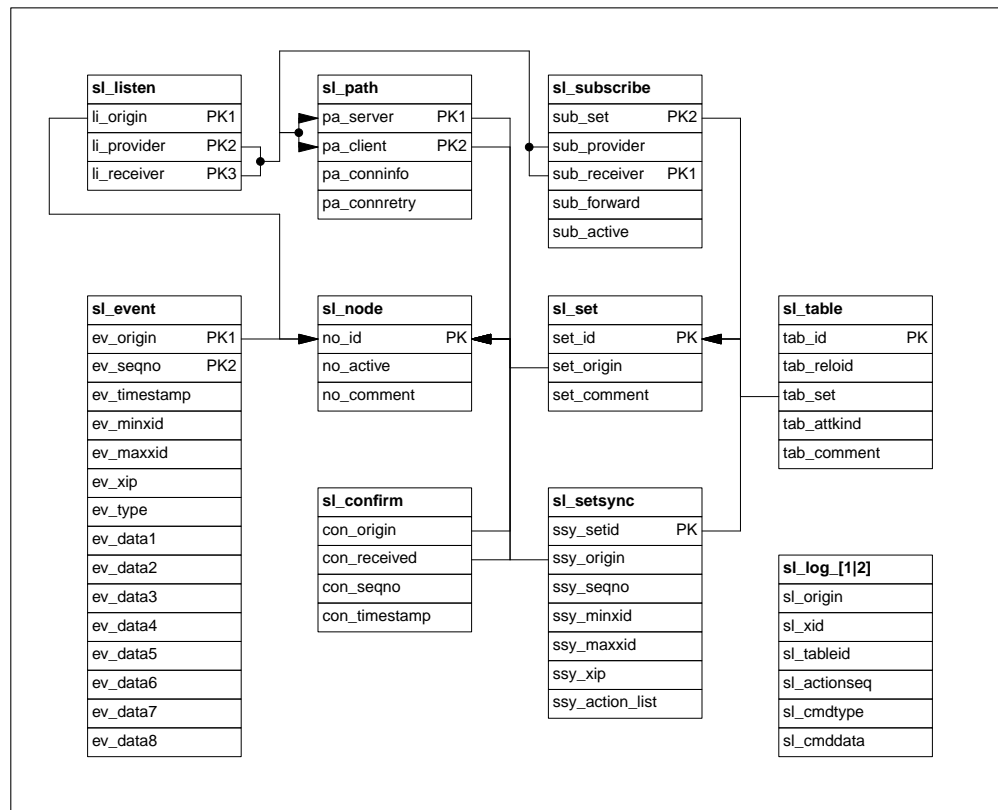 sl_listen
li_origin PK1
li_provider PK2
li_receiver PK3
sl_path
pa_server PK1
pa_client PK2
pa_conninfo
pa_connretry
sl_subscribe
sub_set PK2
sub_provider
sub_receiver PK1
sub_forward
sub_active
sl_event
ev_origin PK1
ev_seqno PK2
ev_timestamp
ev_minxid
ev_maxxid
ev_xip
ev_type
ev_data1
ev_data2
ev_data3
ev_data4
ev_data5
ev_data6
ev_data7
ev_data8
sl_node
no_id PK
no_active
no_comment
sl_set
set_id PK
set_origin
set_comment
sl_table
tab_id PK
tab_reloid
tab_set
tab_attkind
tab_comment
sl_confirm
con_origin
con_received
con_seqno
con_timestamp
sl_setsync
ssy_setid PK
ssy_origin
ssy_seqno
ssy_minxid
ssy_maxxid
ssy_xip
ssy_action_list
sl_log_[1|2]
sl_origin
sl_xid
sl_tableid
sl_actionseq
sl_cmdtype
sl_cmddata